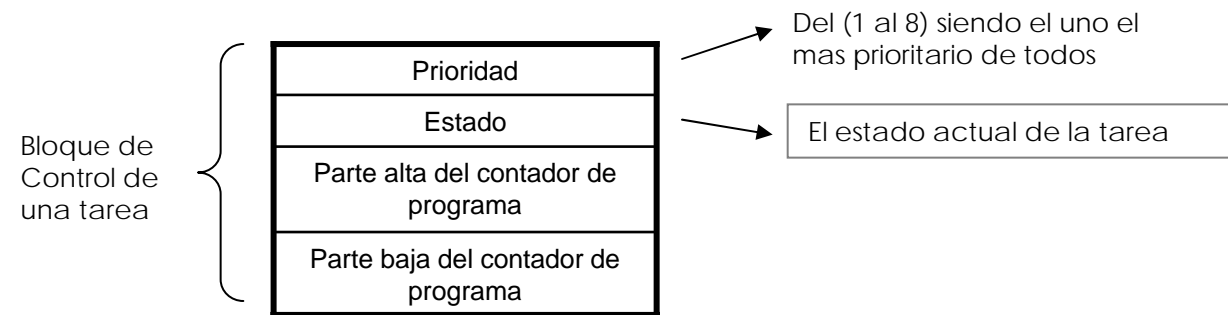 Del (1 al 8) siendo el uno el
mas prioritario de todos
Prioridad
Estado
El estado actual de la tarea
Bloque de
Control de
una tarea
Parte alta del contador de
programa
Parte baja del contador de
programa